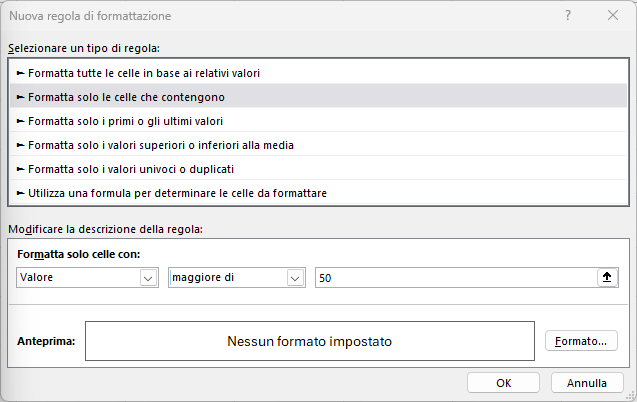 Nuova regola di formattazione ?
Selezionare un tipo di regola:
► Formatta tutte le celle in base ai relativi valori
► Formatta solo le celle che contengono
► Formatta solo i primi o gli ultimi valori
► Formatta solo i valori superiori o inferiori alla media
► Formatta solo i valori univoci o duplicati
► Utilizza una formula per determinare le celle da formattare
Modificare la descrizione della regola:
Formatta solo celle con:
Valore maggiore di 50
Anteprima: Nessun formato impostato Formato...
OK Annulla